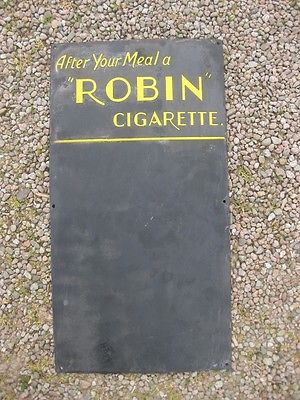 After Your Meal a
"ROBIN"
CIGARETTE.